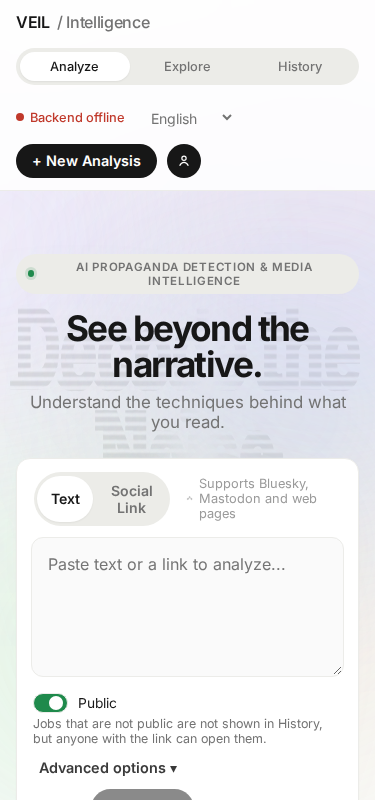 VEIL / Intelligence
Analyze Explore History
Backend offline English
+ New Analysis
AI PROPAGANDA DETECTION & MEDIA
INTELLIGENCE
See beyond the
narrative.
Understand the techniques behind what
you read.
Text Social
Link
Supports Bluesky,
Mastodon and web
pages
Paste text or a link to analyze...
Public
Jobs that are not public are not shown in History,
but anyone with the link can open them.
Advanced options ▾